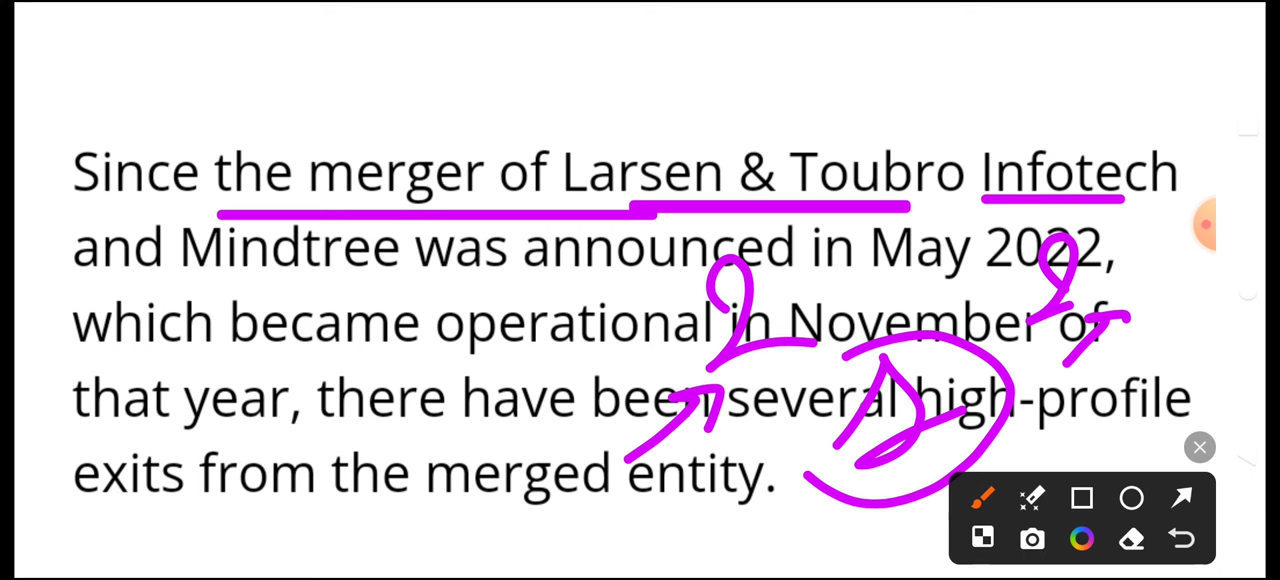 Since the merger of Larsen & Toubro Infotech
and Mindtree was announced in May 2022,
which became operational in November of
that year, there have been several high-profile
exits from the merged entity.